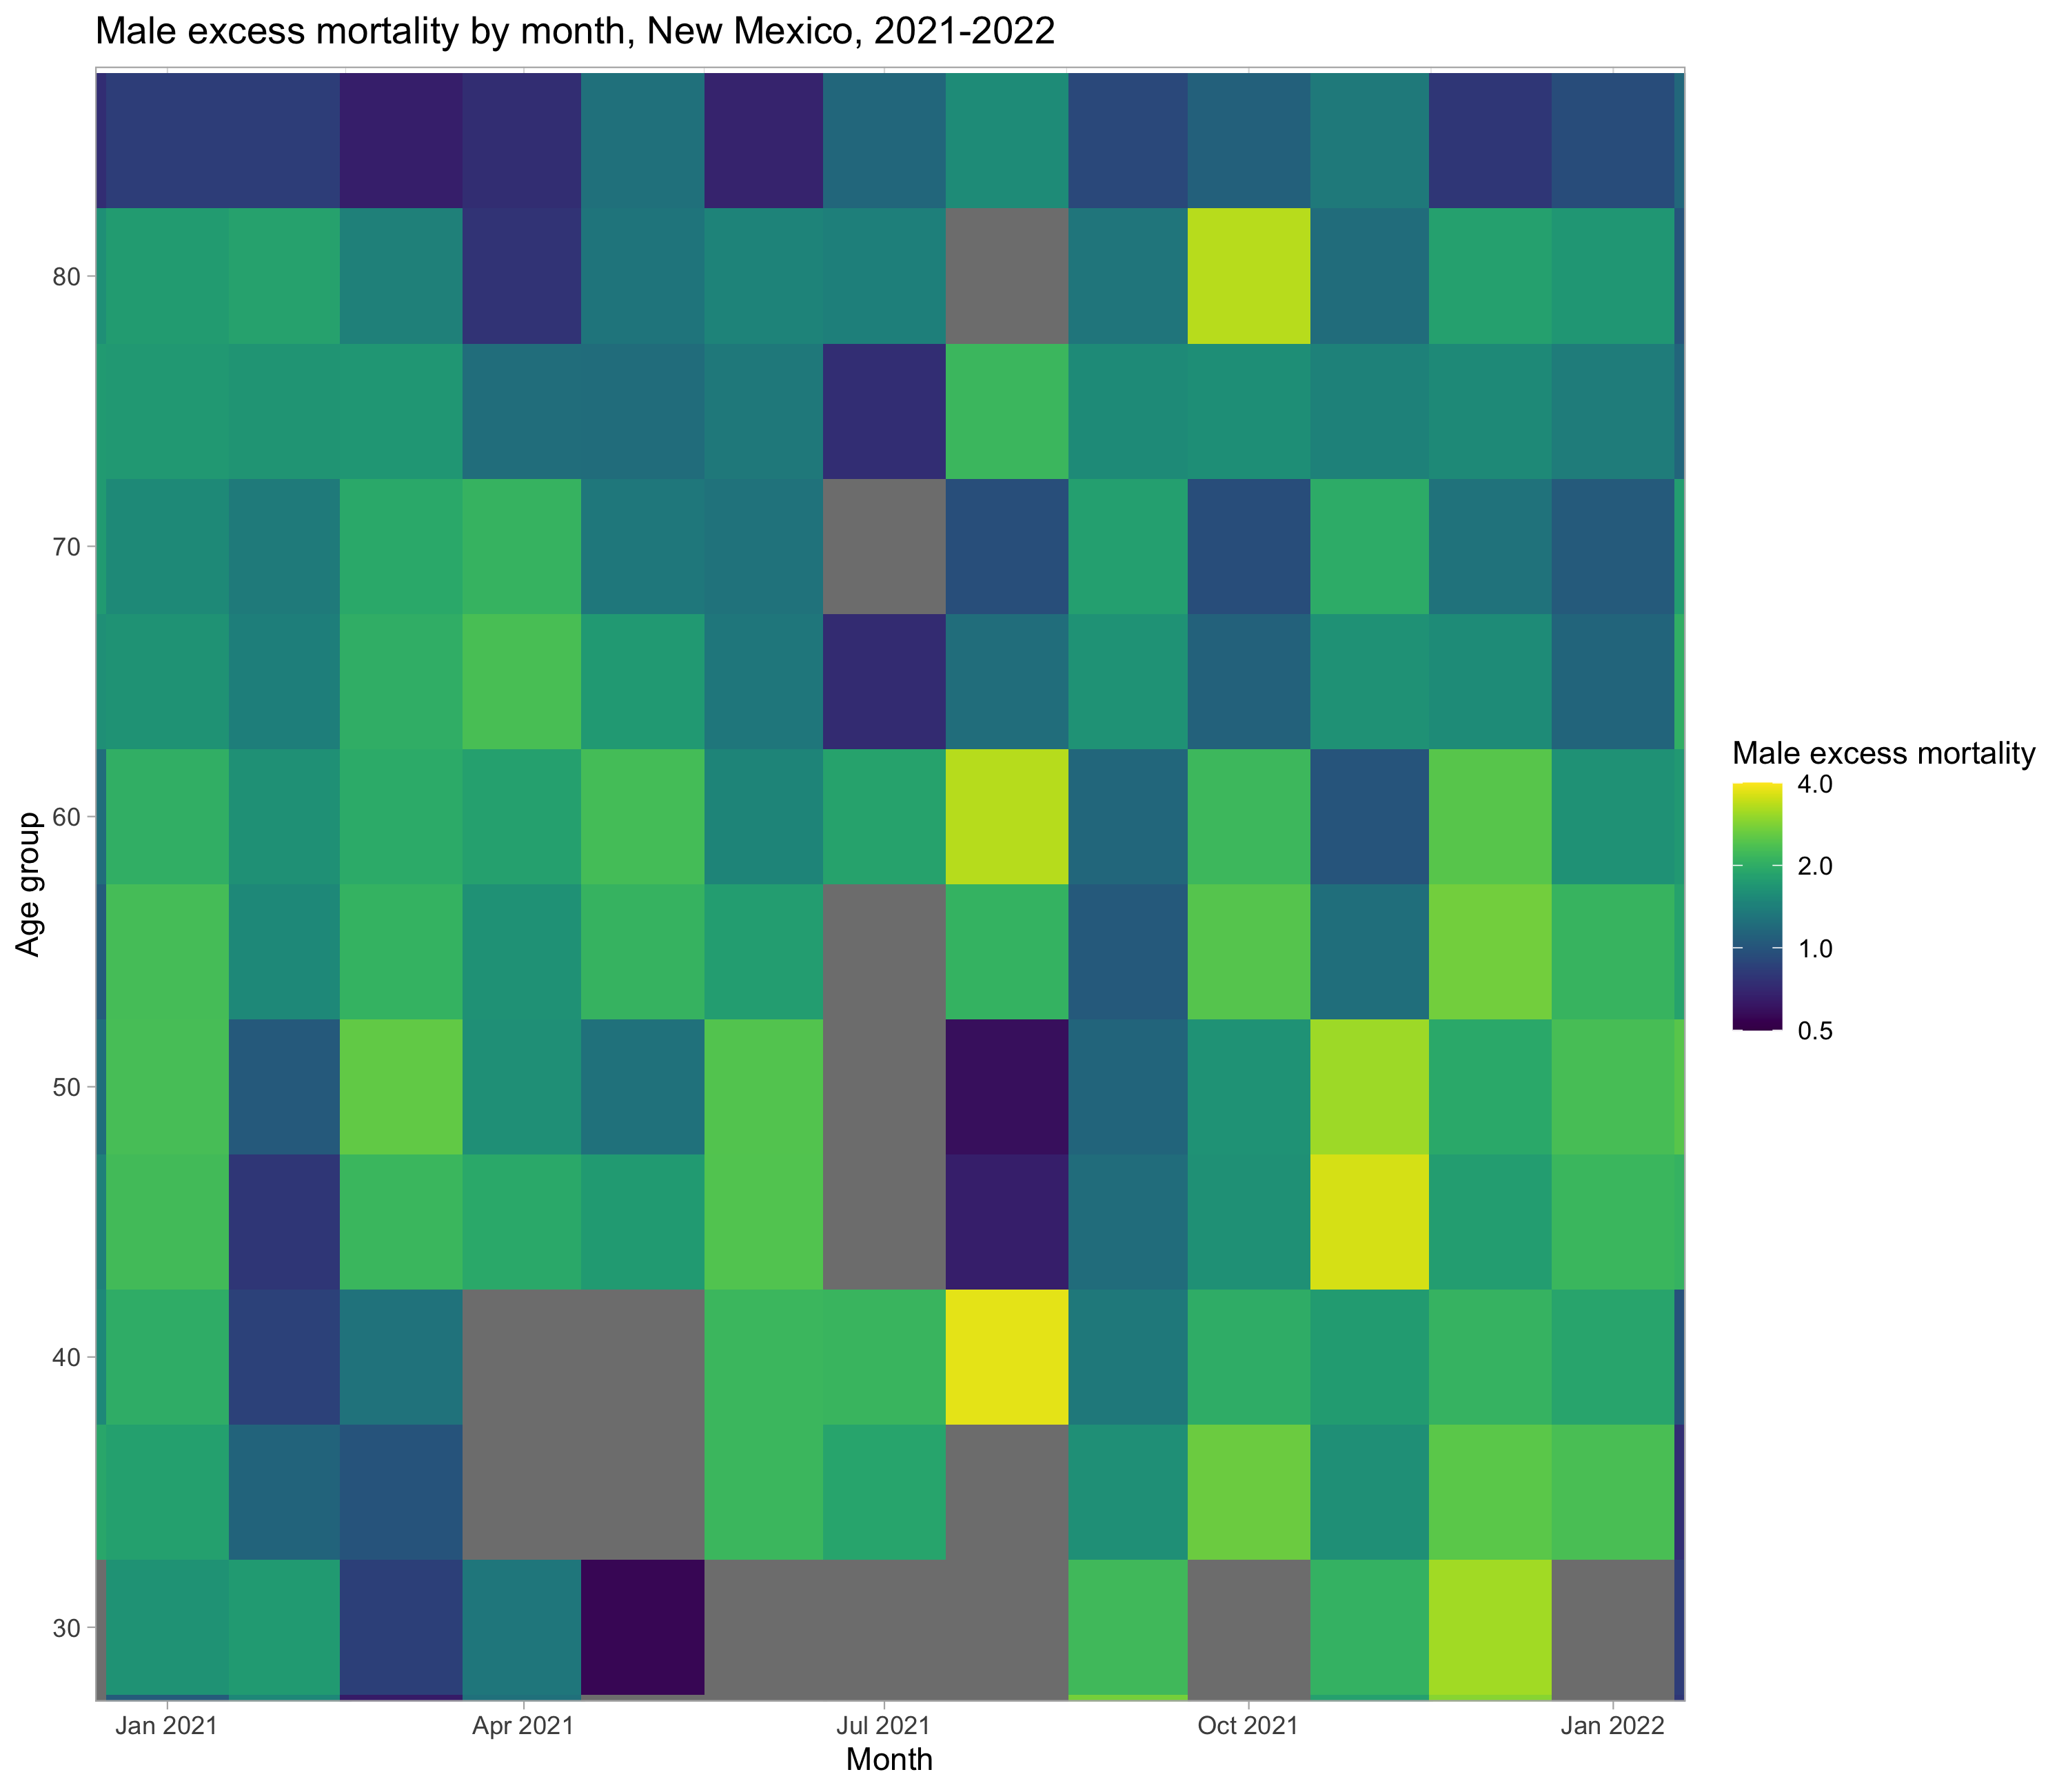 Male excess mortality by month, New Mexico, 2021-2022
Age group
80
70
60
50
40
30
Jan 2021
Apr 2021
Jul 2021
Oct 2021
Jan 2022
Month
Male excess mortality
4.0
2.0
1.0
0.5